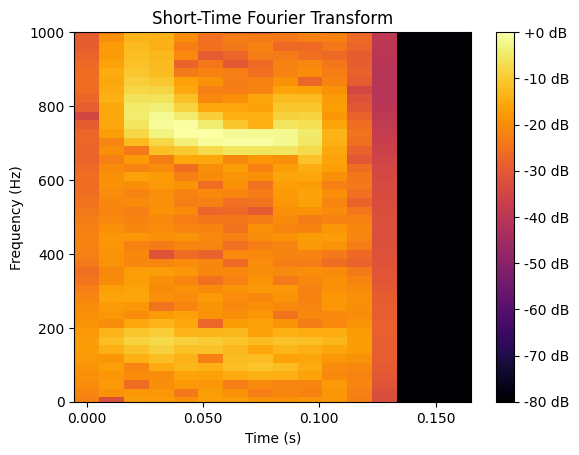 Short-Time Fourier Transform
1000
800
600
400
200
0
Frequency (Hz)
0.000
0.050
0.100
0.150
Time (s)
+0 dB
-10 dB
-20 dB
-30 dB
-40 dB
-50 dB
-60 dB
-70 dB
-80 dB